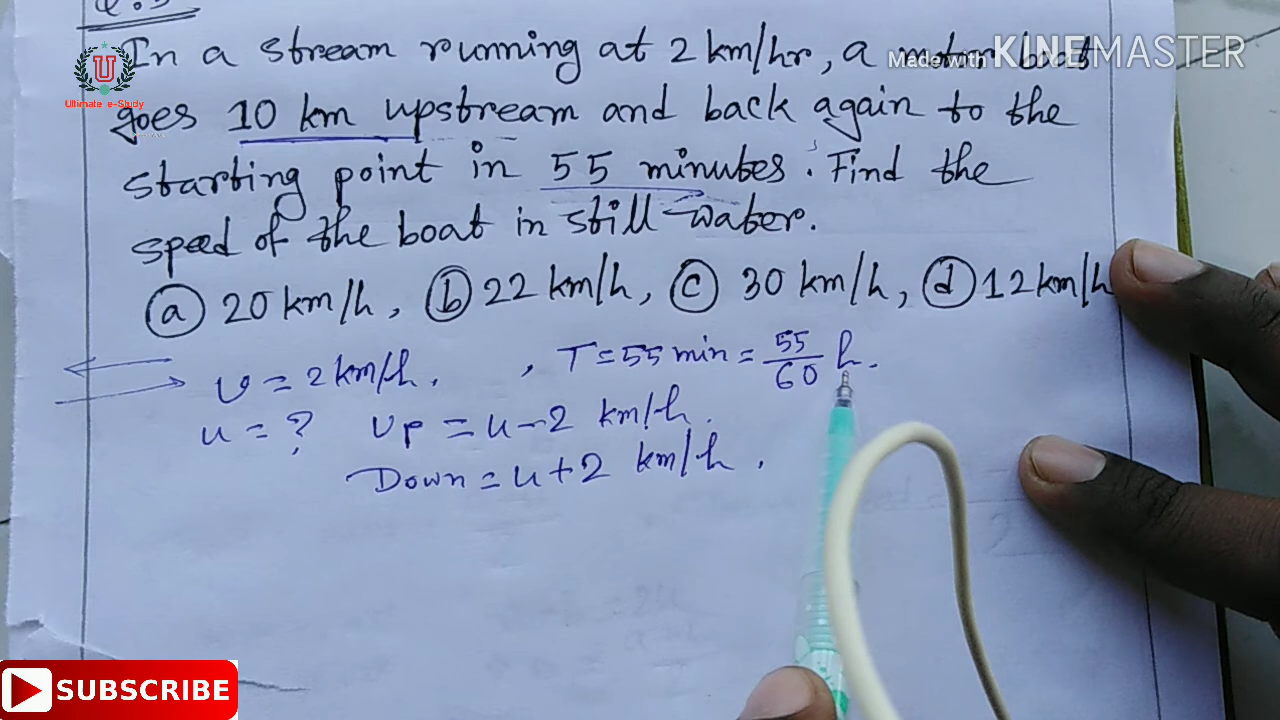 In a stream running at 2 km/hr, a motor boat
Made with KINEMASTER
U
Ultimate e-Study
goes 10 km upstream and back again to the
starting point in 55 minutes. Find the
speed of the boat in still water.
(a) 20 km/h, (b) 22 km/h, (c) 30 km/h, (d) 12 km/h
v = 2 km/h. , T = 55 min = 55/60 h.
u = ? Up = u - 2 km/h.
Down = u + 2 km/h.
SUBSCRIBE